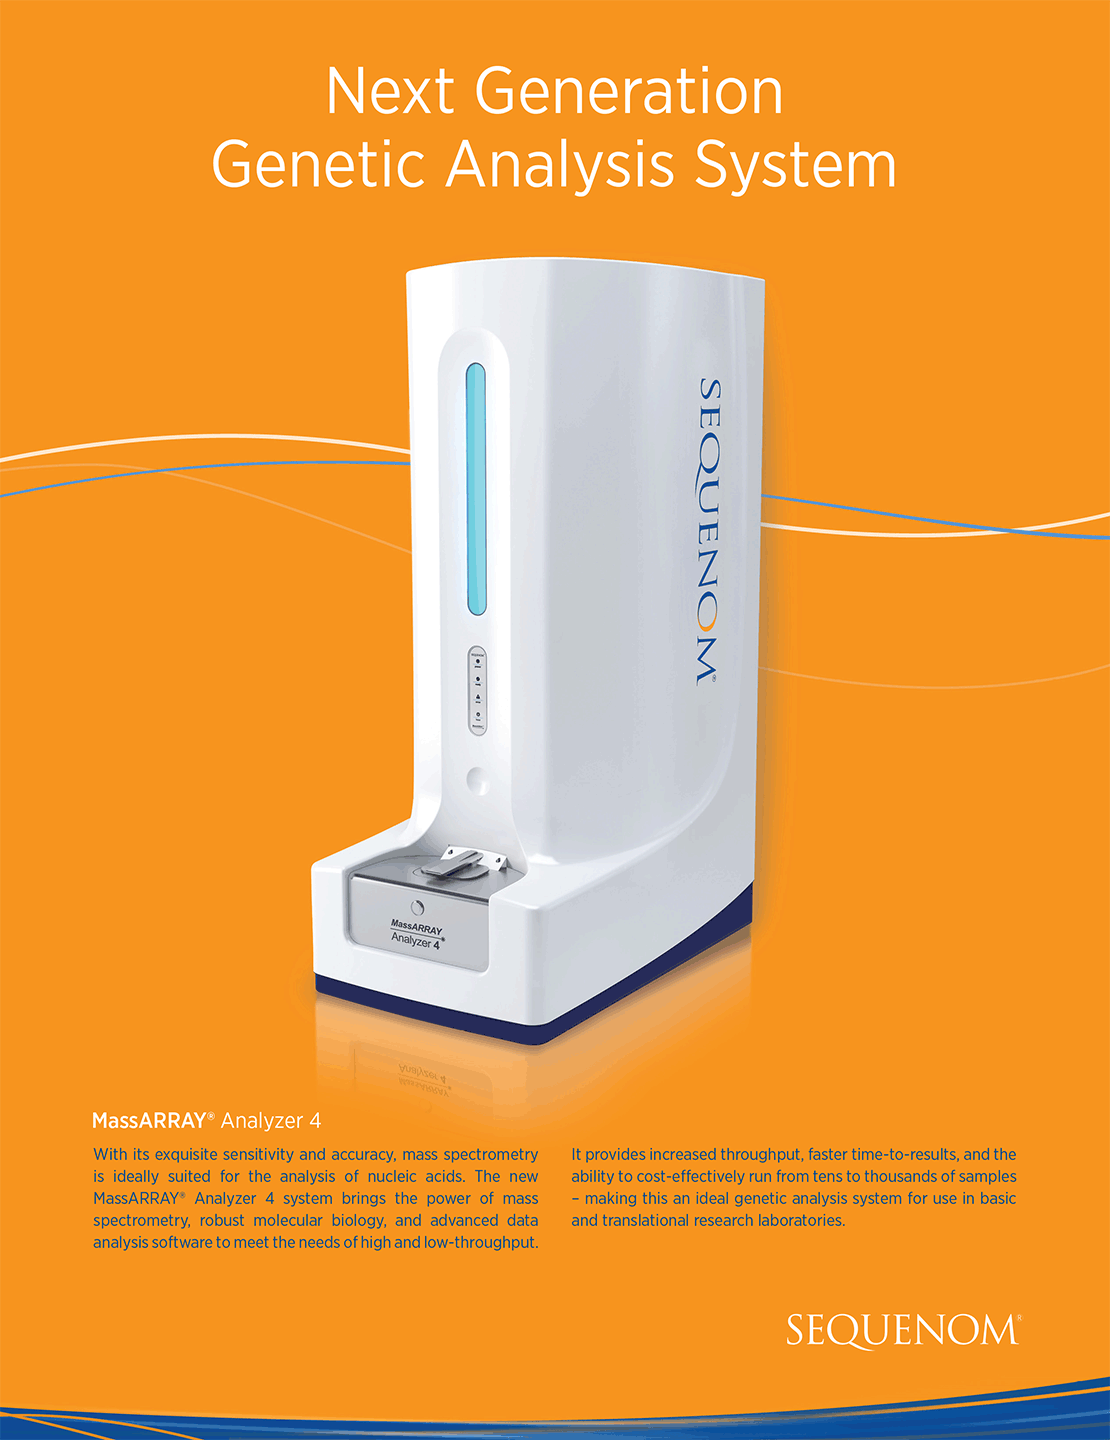 Next Generation
Genetic Analysis System
SEQUENOM®
MassARRAY®
Analyzer 4
MassARRAY® Analyzer 4
With its exquisite sensitivity and accuracy, mass spectrometry
is ideally suited for the analysis of nucleic acids. The new
MassARRAY® Analyzer 4 system brings the power of mass
spectrometry, robust molecular biology, and advanced data
analysis software to meet the needs of high and low-throughput.
It provides increased throughput, faster time-to-results, and the
ability to cost-effectively run from tens to thousands of samples
– making this an ideal genetic analysis system for use in basic
and translational research laboratories.
SEQUENOM®